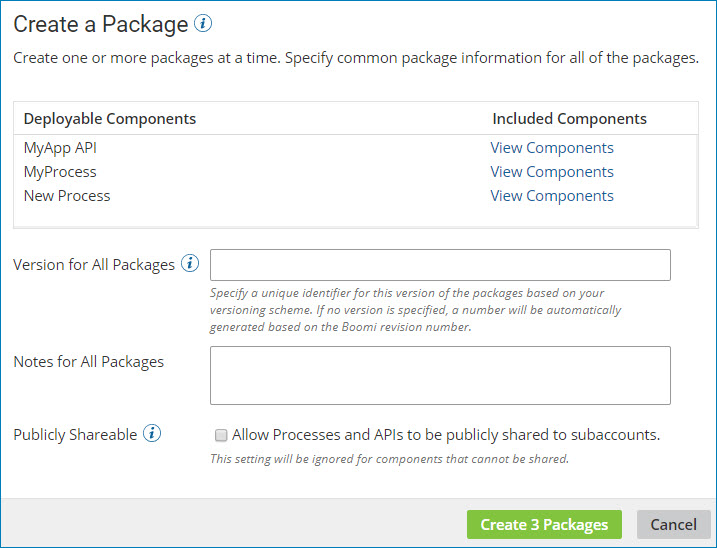 Create a Package
Create one or more packages at a time. Specify common package information for all of the packages.
Deployable Components Included Components
MyApp API View Components
MyProcess View Components
New Process View Components
Version for All Packages
Specify a unique identifier for this version of the packages based on your
versioning scheme. If no version is specified, a number will be automatically
generated based on the Boomi revision number.
Notes for All Packages
Publicly Shareable Allow Processes and APIs to be publicly shared to subaccounts.
This setting will be ignored for components that cannot be shared.
Create 3 Packages Cancel